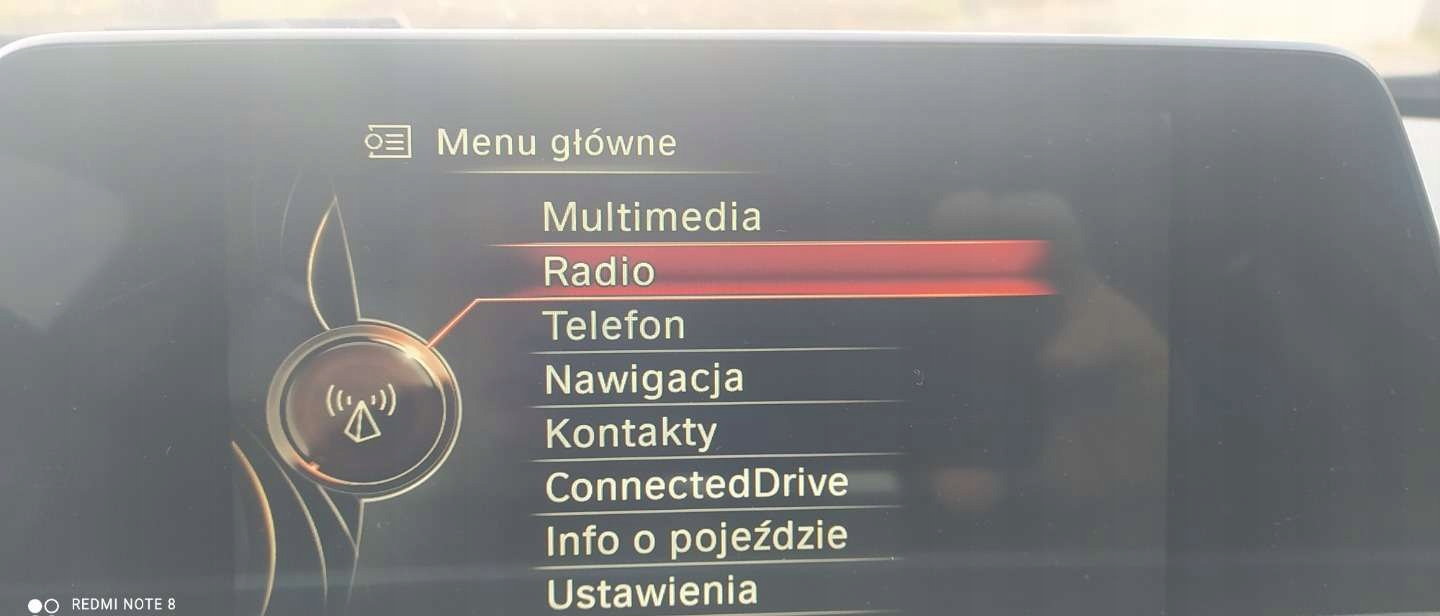 Menu główne
Multimedia
Radio
Telefon
Nawigacja
Kontakty
ConnectedDrive
Info o pojeździe
Ustawienia
REDMI NOTE 8